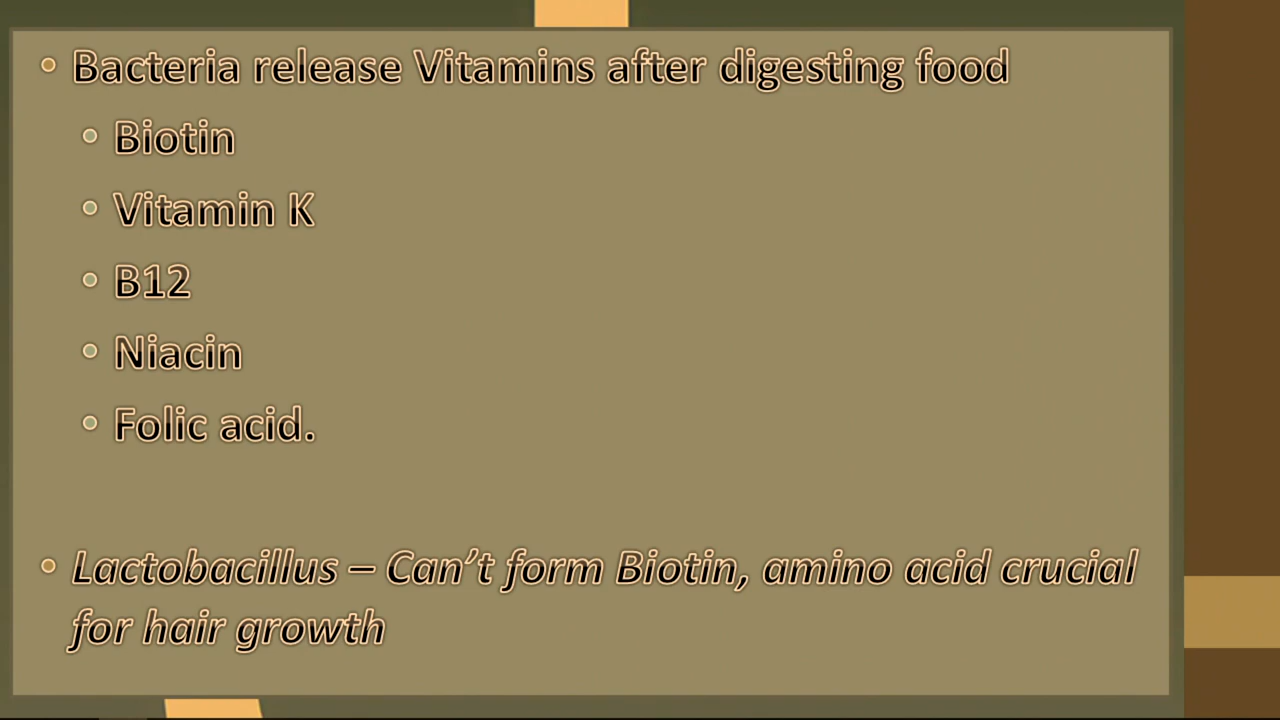 Bacteria release Vitamins after digesting food
Biotin
Vitamin K
B12
Niacin
Folic acid.
Lactobacillus – Can’t form Biotin, amino acid crucial
for hair growth